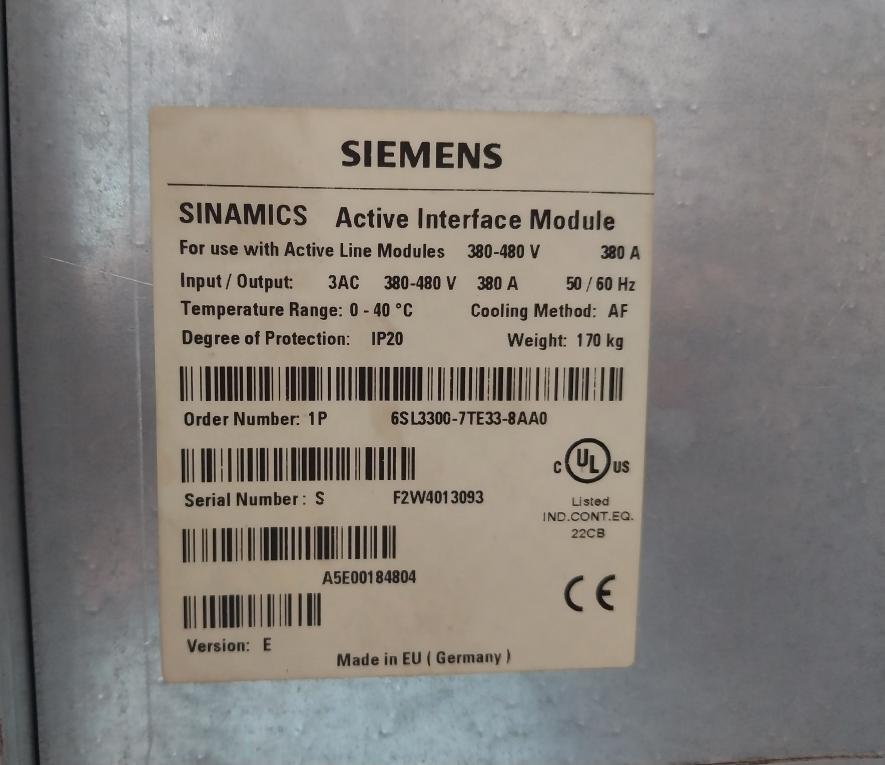 SIEMENS
SINAMICS Active Interface Module
For use with Active Line Modules 380-480 V 380 A
Input / Output: 3AC 380-480 V 380 A 50 / 60 Hz
Temperature Range: 0 - 40 °C Cooling Method: AF
Degree of Protection: IP20 Weight: 170 kg
Order Number: 1P 6SL3300-7TE33-8AA0
C UL US
Serial Number: S F2W4013093
Listed
IND.CONT.EQ.
22CB
A5E00184804
CE
Version: E
Made in EU ( Germany )